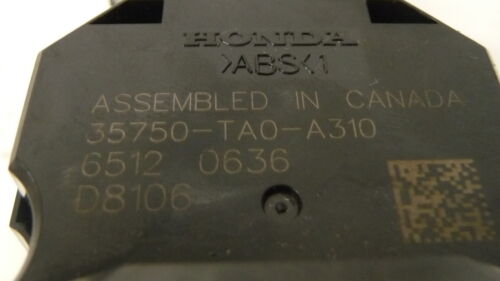 HONDA
>ABS<1
ASSEMBLED IN CANADA
35750-TA0-A310
6512 0636
D8106